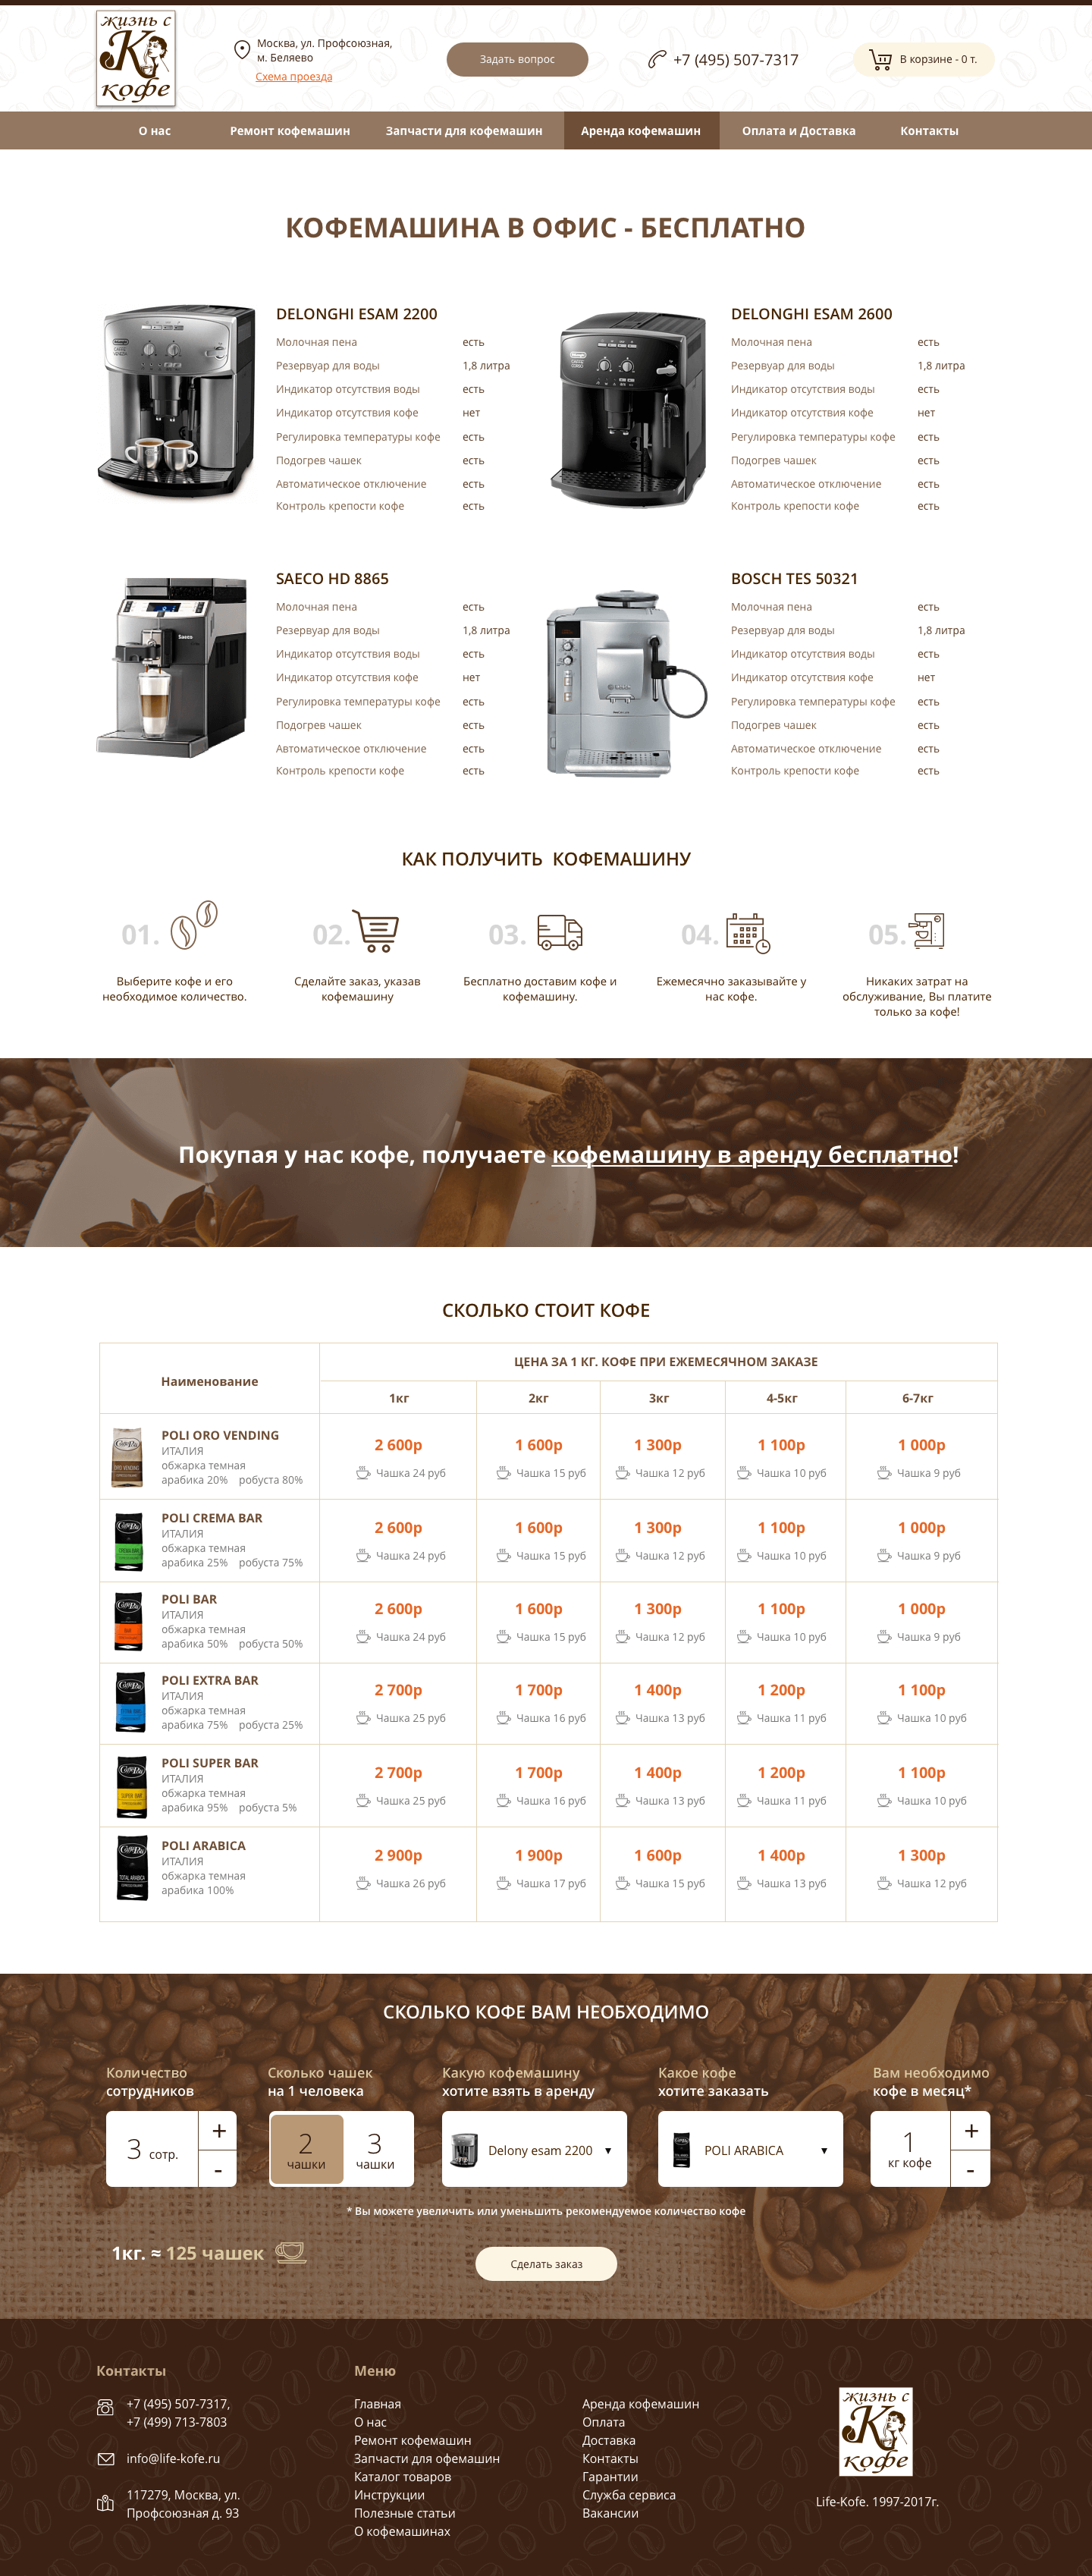 жизнь с
К
кофе
Москва, ул. Профсоюзная,
м. Беляево
Схема проезда
Задать вопрос
+7 (495) 507-7317
В корзине - 0 т.
О нас
Ремонт кофемашин
Запчасти для кофемашин
Аренда кофемашин
Оплата и Доставка
Контакты
КОФЕМАШИНА В ОФИС - БЕСПЛАТНО
DELONGHI ESAM 2200
Молочная пена есть
Резервуар для воды 1,8 литра
Индикатор отсутствия воды есть
Индикатор отсутствия кофе нет
Регулировка температуры кофе есть
Подогрев чашек есть
Автоматическое отключение есть
Контроль крепости кофе есть
DELONGHI ESAM 2600
Молочная пена есть
Резервуар для воды 1,8 литра
Индикатор отсутствия воды есть
Индикатор отсутствия кофе нет
Регулировка температуры кофе есть
Подогрев чашек есть
Автоматическое отключение есть
Контроль крепости кофе есть
SAECO HD 8865
Молочная пена есть
Резервуар для воды 1,8 литра
Индикатор отсутствия воды есть
Индикатор отсутствия кофе нет
Регулировка температуры кофе есть
Подогрев чашек есть
Автоматическое отключение есть
Контроль крепости кофе есть
BOSCH TES 50321
Молочная пена есть
Резервуар для воды 1,8 литра
Индикатор отсутствия воды есть
Индикатор отсутствия кофе нет
Регулировка температуры кофе есть
Подогрев чашек есть
Автоматическое отключение есть
Контроль крепости кофе есть
КАК ПОЛУЧИТЬ КОФЕМАШИНУ
01.
Выберите кофе и его
необходимое количество.
02.
Сделайте заказ, указав
кофемашину
03.
Бесплатно доставим кофе и
кофемашину.
04.
Ежемесячно заказывайте у
нас кофе.
05.
Никаких затрат на
обслуживание, Вы платите
только за кофе!
Покупая у нас кофе, получаете кофемашину в аренду бесплатно!
СКОЛЬКО СТОИТ КОФЕ
Наименование
ЦЕНА ЗА 1 КГ. КОФЕ ПРИ ЕЖЕМЕСЯЧНОМ ЗАКАЗЕ
1кг 2кг 3кг 4-5кг 6-7кг
POLI ORO VENDING
ИТАЛИЯ
обжарка темная
арабика 20% робуста 80%
2 600р 1 600р 1 300р 1 100р 1 000р
Чашка 24 руб Чашка 15 руб Чашка 12 руб Чашка 10 руб Чашка 9 руб
POLI CREMA BAR
ИТАЛИЯ
обжарка темная
арабика 25% робуста 75%
2 600р 1 600р 1 300р 1 100р 1 000р
Чашка 24 руб Чашка 15 руб Чашка 12 руб Чашка 10 руб Чашка 9 руб
POLI BAR
ИТАЛИЯ
обжарка темная
арабика 50% робуста 50%
2 600р 1 600р 1 300р 1 100р 1 000р
Чашка 24 руб Чашка 15 руб Чашка 12 руб Чашка 10 руб Чашка 9 руб
POLI EXTRA BAR
ИТАЛИЯ
обжарка темная
арабика 75% робуста 25%
2 700р 1 700р 1 400р 1 200р 1 100р
Чашка 25 руб Чашка 16 руб Чашка 13 руб Чашка 11 руб Чашка 10 руб
POLI SUPER BAR
ИТАЛИЯ
обжарка темная
арабика 95% робуста 5%
2 700р 1 700р 1 400р 1 200р 1 100р
Чашка 25 руб Чашка 16 руб Чашка 13 руб Чашка 11 руб Чашка 10 руб
POLI ARABICA
ИТАЛИЯ
обжарка темная
арабика 100%
2 900р 1 900р 1 600р 1 400р 1 300р
Чашка 26 руб Чашка 17 руб Чашка 15 руб Чашка 13 руб Чашка 12 руб
СКОЛЬКО КОФЕ ВАМ НЕОБХОДИМО
Количество
сотрудников
3 сотр.
+
-
Сколько чашек
на 1 человека
2
чашки
3
чашки
Какую кофемашину
хотите взять в аренду
Delony esam 2200
Какое кофе
хотите заказать
POLI ARABICA
Вам необходимо
кофе в месяц*
1
кг кофе
+
-
* Вы можете увеличить или уменьшить рекомендуемое количество кофе
1кг. ≈ 125 чашек
Сделать заказ
Контакты
+7 (495) 507-7317,
+7 (499) 713-7803
info@life-kofe.ru
117279, Москва, ул.
Профсоюзная д. 93
Меню
Главная
О нас
Ремонт кофемашин
Запчасти для офемашин
Каталог товаров
Инструкции
Полезные статьи
О кофемашинах
Аренда кофемашин
Оплата
Доставка
Контакты
Гарантии
Служба сервиса
Вакансии
жизнь с
К
кофе
Life-Kofe. 1997-2017г.